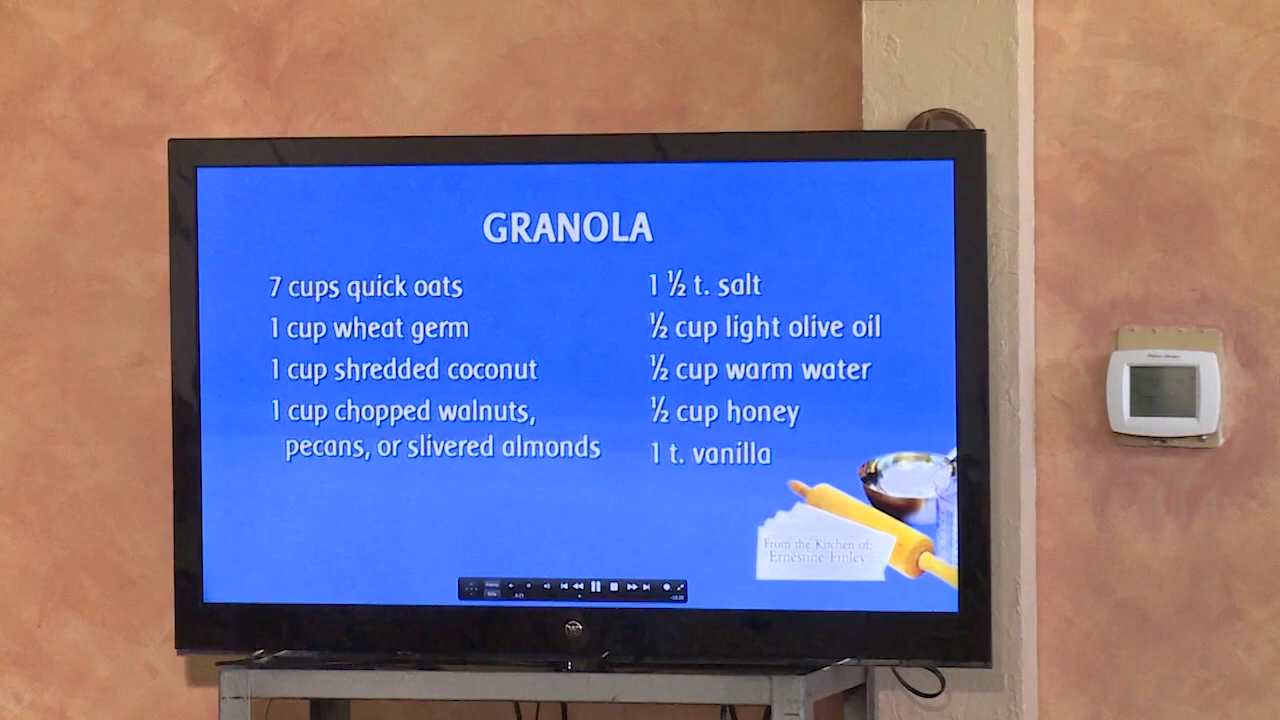 GRANOLA
7 cups quick oats
1 cup wheat germ
1 cup shredded coconut
1 cup chopped walnuts,
pecans, or slivered almonds
1 ½ t. salt
½ cup light olive oil
½ cup warm water
½ cup honey
1 t. vanilla
From the Kitchen of:
Ernestine Finley